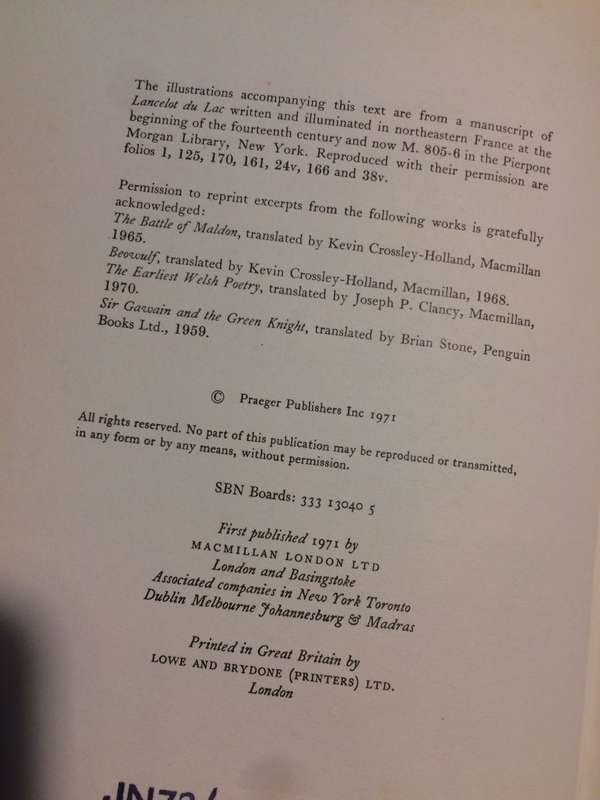 The illustrations accompanying this text are from a manuscript of
Lancelot du Lac written and illuminated in northeastern France at the
beginning of the fourteenth century and now M. 805-6 in the Pierpont
Morgan Library, New York. Reproduced with their permission are
folios 1, 125, 170, 161, 24v, 166 and 38v.
Permission to reprint excerpts from the following works is gratefully
acknowledged:
The Battle of Maldon, translated by Kevin Crossley-Holland, Macmillan
1965.
Beowulf, translated by Kevin Crossley-Holland, Macmillan, 1968.
The Earliest Welsh Poetry, translated by Joseph P. Clancy, Macmillan,
1970.
Sir Gawain and the Green Knight, translated by Brian Stone, Penguin
Books Ltd., 1959.
© Praeger Publishers Inc 1971
All rights reserved. No part of this publication may be reproduced or transmitted,
in any form or by any means, without permission.
SBN Boards: 333 13040 5
First published 1971 by
MACMILLAN LONDON LTD
London and Basingstoke
Associated companies in New York Toronto
Dublin Melbourne Johannesburg & Madras
Printed in Great Britain by
LOWE AND BRYDONE (PRINTERS) LTD.
London